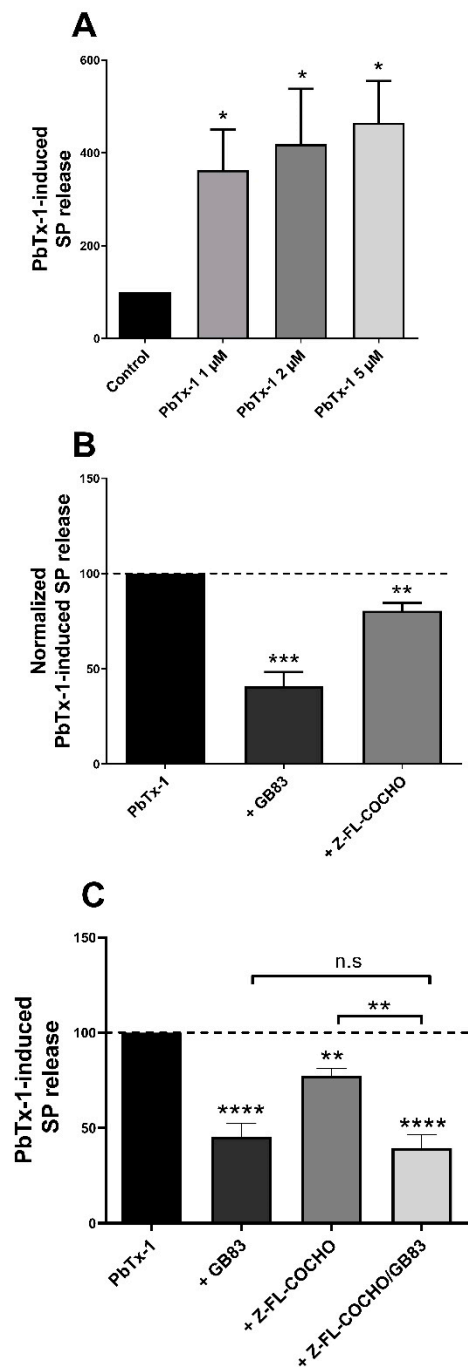 A
PbTx-1-induced
SP release
600
400
200
0
*
*
*
Control
PbTx-1 1 µM
PbTx-1 2 µM
PbTx-1 5 µM
B
Normalized
PbTx-1-induced SP release
150
100
50
0
***
**
PbTx-1
+ GB83
+ Z-FL-COCHO
C
PbTx-1-induced
SP release
150
100
50
0
n.s
**
****
**
****
PbTx-1
+ GB83
+ Z-FL-COCHO
+ Z-FL-COCHO/GB83